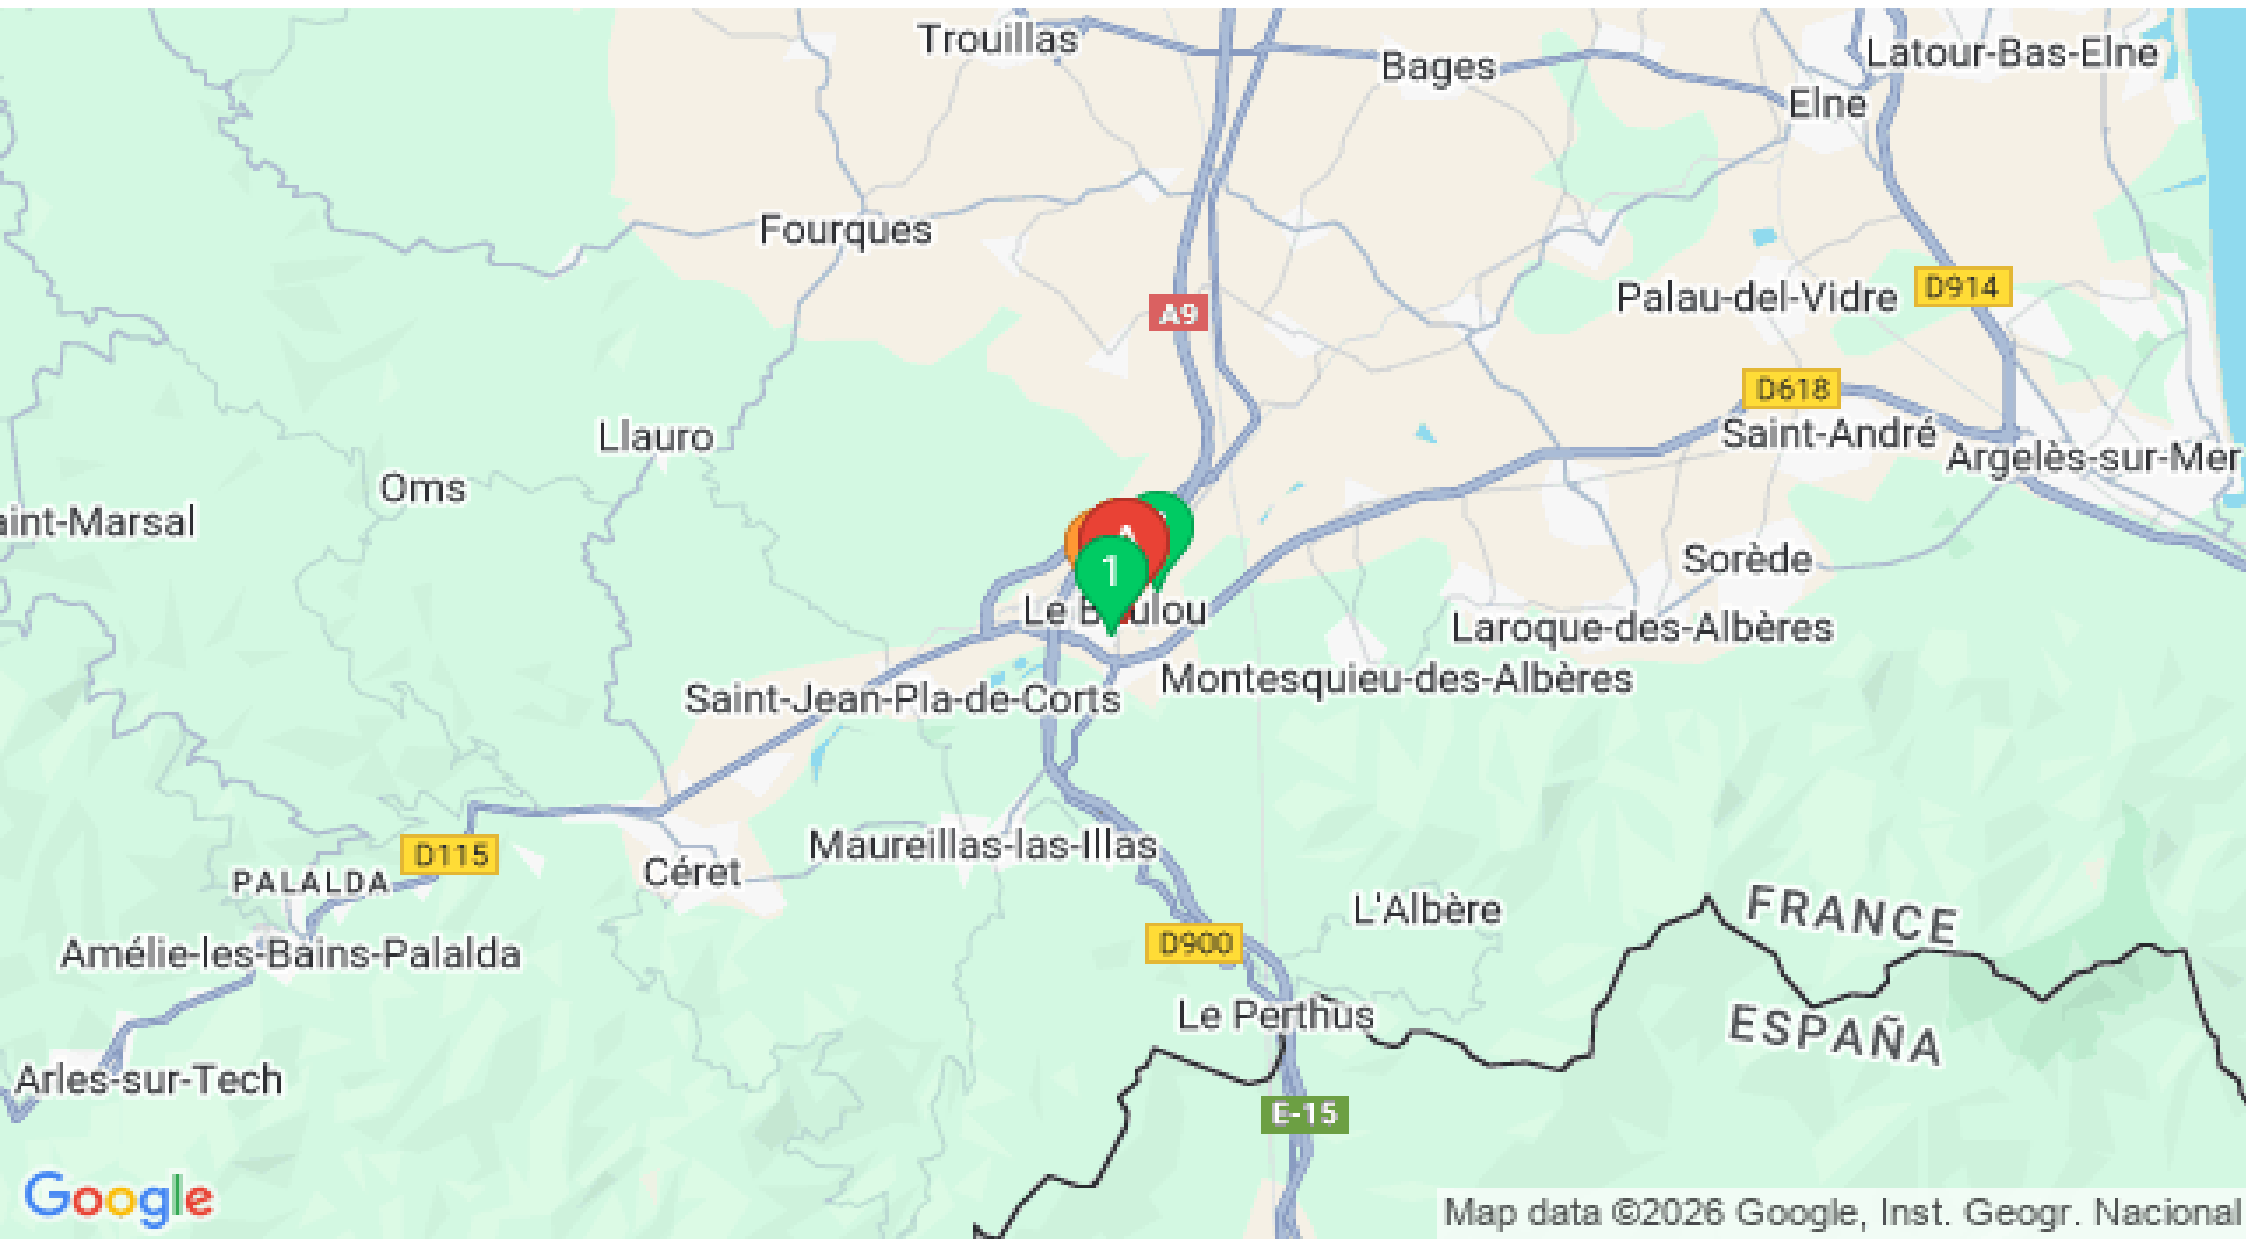 Trouillas
Bages
Latour-Bas-Elne
Elne
Fourques
A9
Palau-del-Vidre
D914
D618
Saint-André
Argelès-sur-Mer
Llauro
Oms
aint-Marsal
A
1
Sorède
Le Boulou
Laroque-des-Albères
Montesquieu-des-Albères
Saint-Jean-Pla-de-Corts
Maureillas-las-Illas
D115
Céret
PALALDA
L'Albère
FRANCE
D900
Amélie-les-Bains-Palalda
Le Perthus
ESPAÑA
Arles-sur-Tech
E-15
Google
Map data ©2026 Google, Inst. Geogr. Nacional